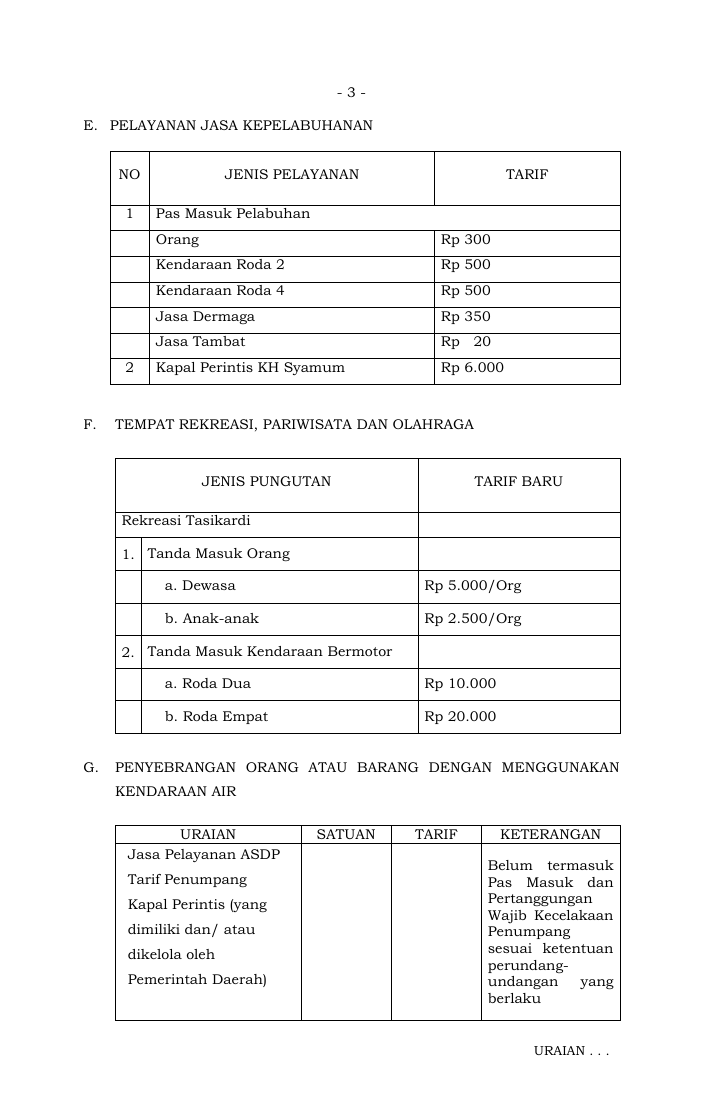 - 3 -
E. PELAYANAN JASA KEPELABUHANAN
NO JENIS PELAYANAN TARIF
1 Pas Masuk Pelabuhan
Orang Rp 300
Kendaraan Roda 2 Rp 500
Kendaraan Roda 4 Rp 500
Jasa Dermaga Rp 350
Jasa Tambat Rp 20
2 Kapal Perintis KH Syamum Rp 6.000
F. TEMPAT REKREASI, PARIWISATA DAN OLAHRAGA
JENIS PUNGUTAN TARIF BARU
Rekreasi Tasikardi
1. Tanda Masuk Orang
a. Dewasa Rp 5.000/Org
b. Anak-anak Rp 2.500/Org
2. Tanda Masuk Kendaraan Bermotor
a. Roda Dua Rp 10.000
b. Roda Empat Rp 20.000
G. PENYEBRANGAN ORANG ATAU BARANG DENGAN MENGGUNAKAN
KENDARAAN AIR
URAIAN SATUAN TARIF KETERANGAN
Jasa Pelayanan ASDP
Tarif Penumpang
Kapal Perintis (yang
dimiliki dan/ atau
dikelola oleh
Pemerintah Daerah)
Belum termasuk
Pas Masuk dan
Pertanggungan
Wajib Kecelakaan
Penumpang
sesuai ketentuan
perundang-
undangan yang
berlaku
URAIAN . . .